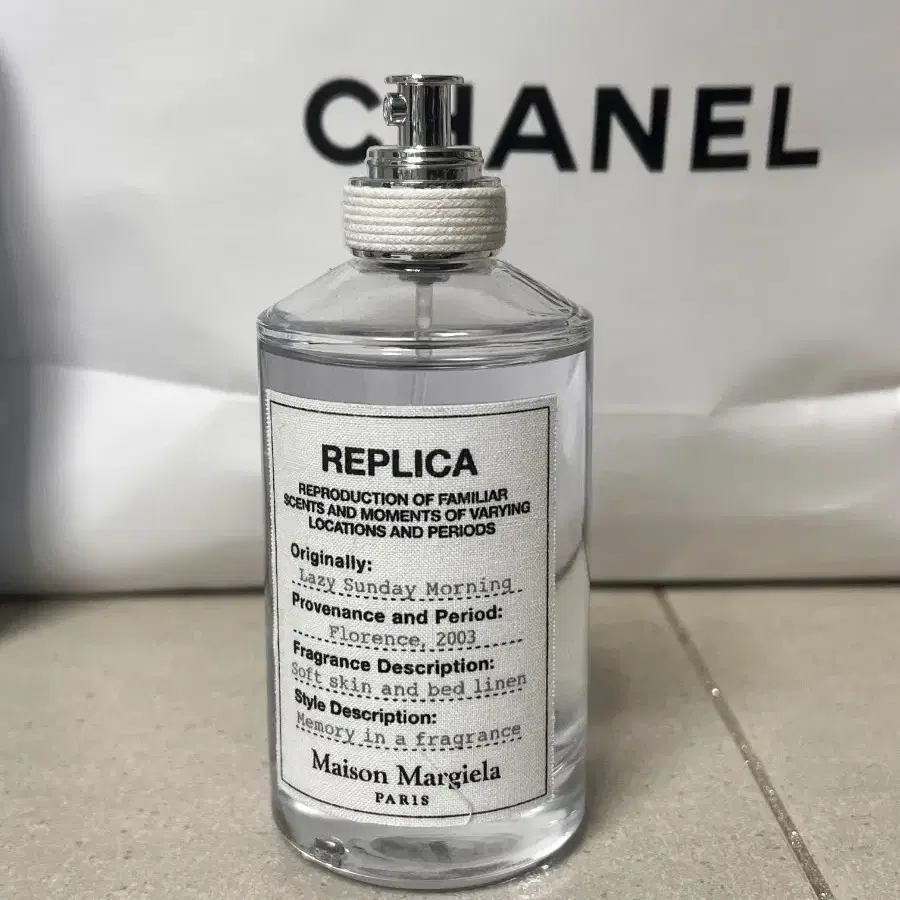 CHANEL
REPLICA
REPRODUCTION OF FAMILIAR
SCENTS AND MOMENTS OF VARYING
LOCATIONS AND PERIODS
Originally:
Lazy Sunday Morning
Provenance and Period:
Florence, 2003
Fragrance Description:
Soft skin and bed linen
Style Description:
Memory in a fragrance
Maison Margiela
PARIS